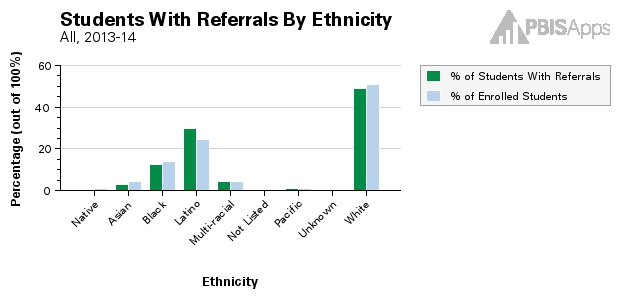 Students With Referrals By Ethnicity
All, 2013-14
PBISApps
% of Students With Referrals
% of Enrolled Students
Percentage (out of 100%)
60
40
20
0
Native
Asian
Black
Latino
Multi-racial
Not Listed
Pacific
Unknown
White
Ethnicity